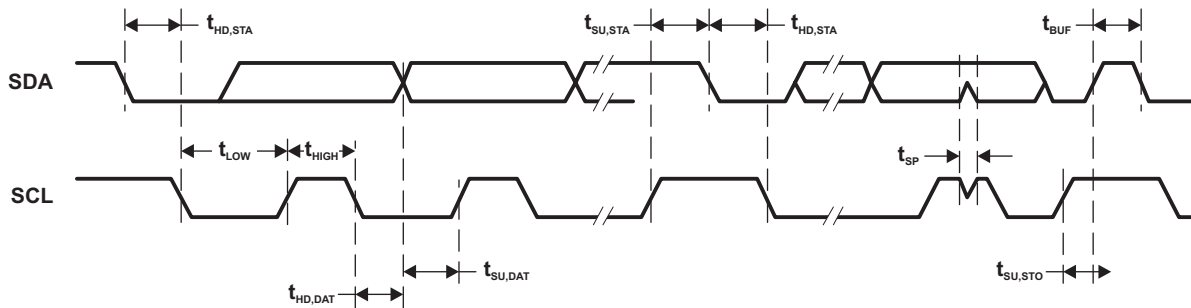 tHD,STA
tSU,STA
tHD,STA
tBUF
SDA
tLOW
tHIGH
tSP
SCL
tSU,DAT
tSU,STO
tHD,DAT